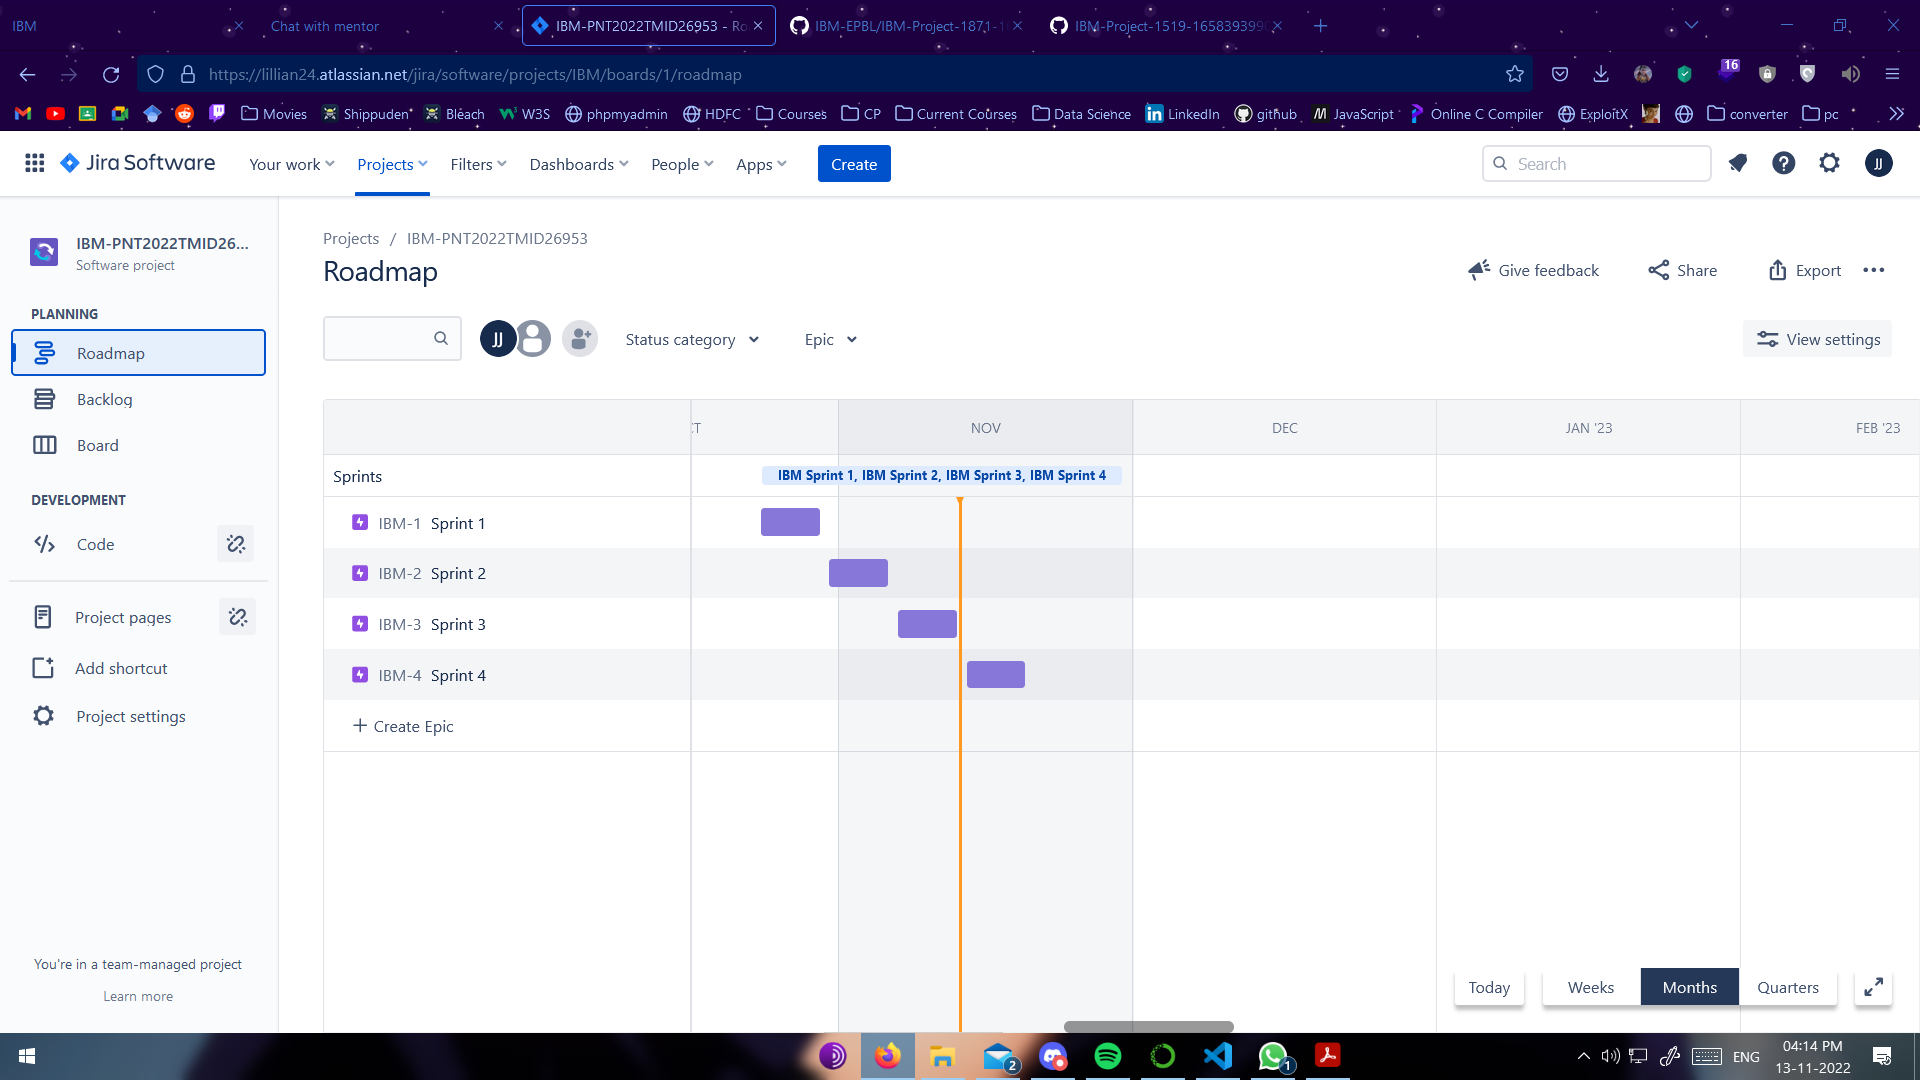 IBM
Chat with mentor
IBM-PNT2022TMID26953 - Ro
IBM-EPBL/IBM-Project-1871-1
IBM-Project-1519-165839399
https://lillian24.atlassian.net/jira/software/projects/IBM/boards/1/roadmap
16
Movies
Shippuden
Bleach
W3S
phpmyadmin
HDFC
Courses
CP
Current Courses
Data Science
LinkedIn
github
JavaScript
Online C Compiler
ExploitX
converter
pc
Jira Software
Your work
Projects
Filters
Dashboards
People
Apps
Create
Search
JJ
IBM-PNT2022TMID26...
Software project
PLANNING
Roadmap
Backlog
Board
DEVELOPMENT
Code
Project pages
Add shortcut
Project settings
You're in a team-managed project
Learn more
Projects / IBM-PNT2022TMID26953
Roadmap
Give feedback
Share
Export
JJ
Status category
Epic
View settings
NOV
DEC
JAN '23
FEB '23
Sprints
IBM Sprint 1, IBM Sprint 2, IBM Sprint 3, IBM Sprint 4
IBM-1 Sprint 1
IBM-2 Sprint 2
IBM-3 Sprint 3
IBM-4 Sprint 4
+ Create Epic
Today
Weeks
Months
Quarters
2
1
ENG
04:14 PM
13-11-2022